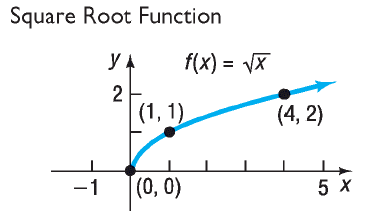 Square Root Function
y
f(x) = √x
2
(1, 1)
(4, 2)
−1
(0, 0)
5
x